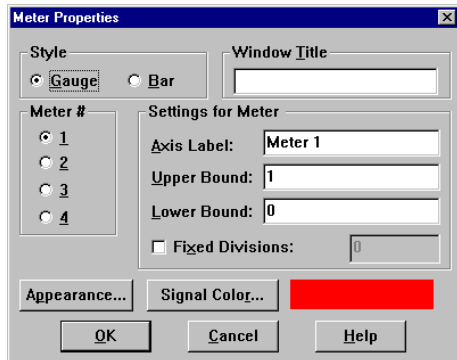 Meter Properties
Style
Window Title
Gauge Bar
Meter # Settings for Meter
1 Axis Label: Meter 1
2 Upper Bound: 1
3 Lower Bound: 0
4 Fixed Divisions: 0
Appearance... Signal Color...
OK Cancel Help